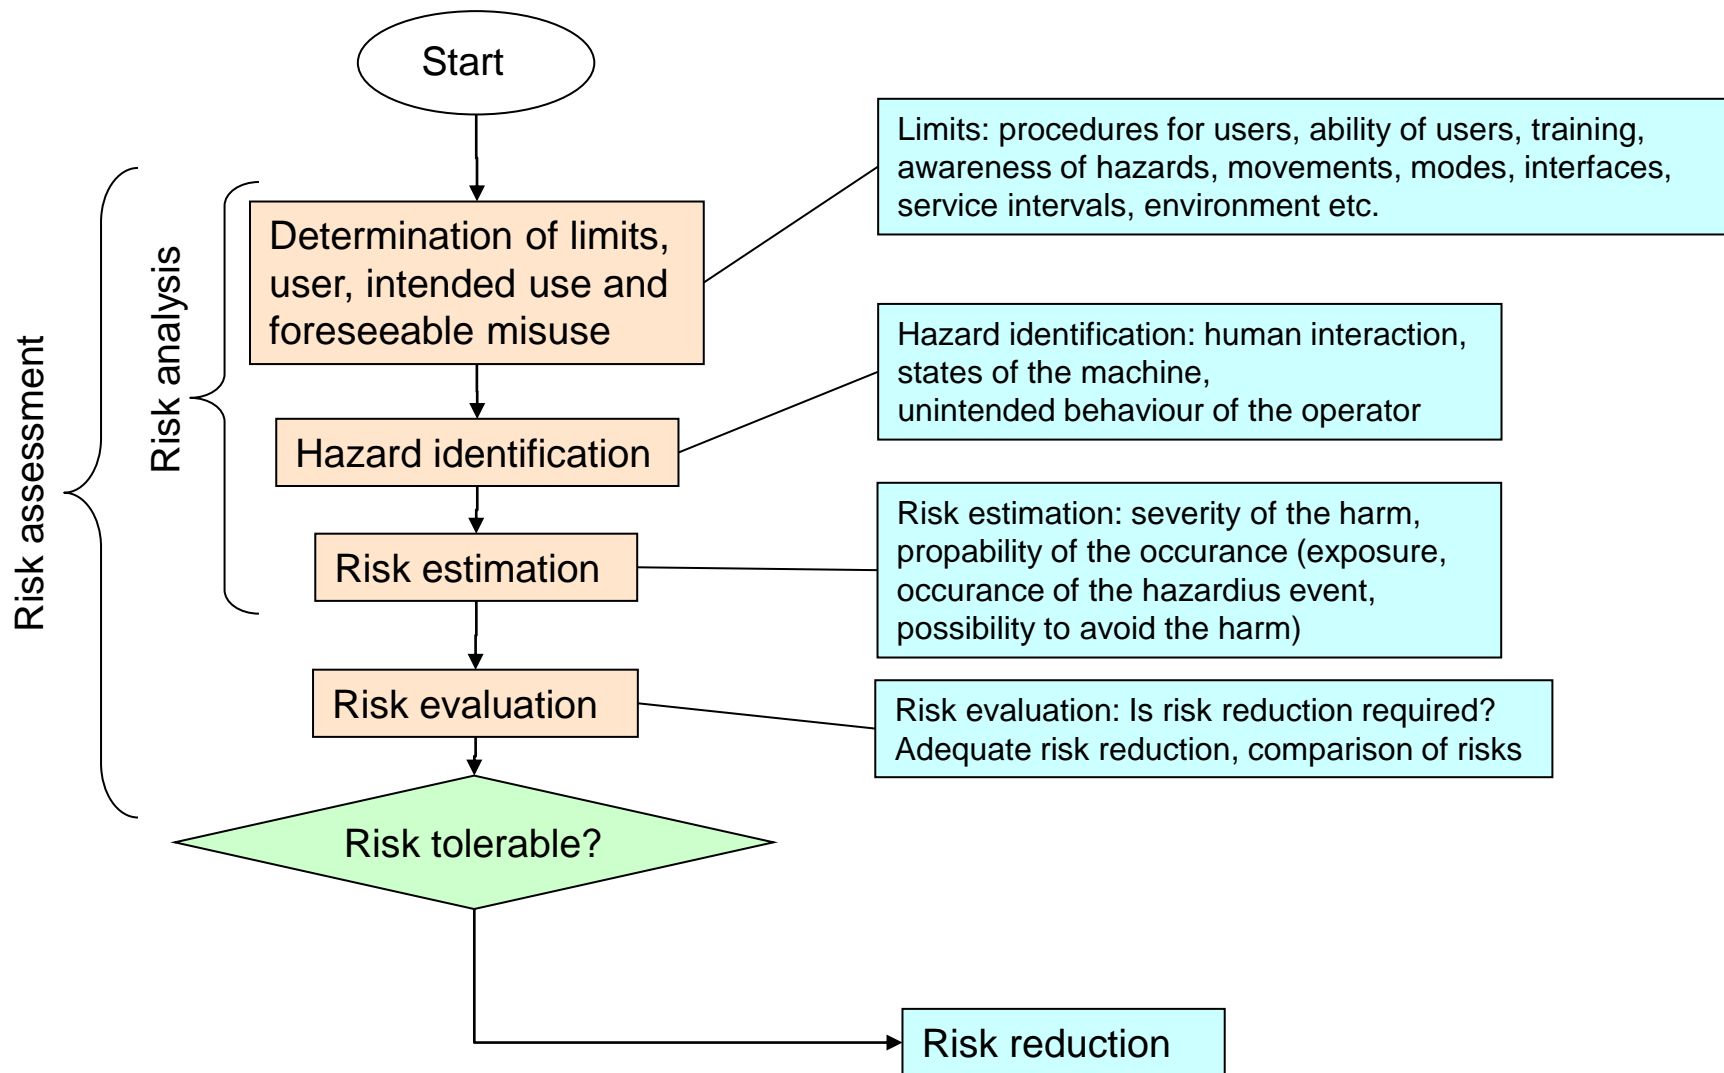 Start
Limits: procedures for users, ability of users, training,
awareness of hazards, movements, modes, interfaces,
service intervals, environment etc.
Determination of limits,
user, intended use and
foreseeable misuse
Risk assessment
Risk analysis
Hazard identification: human interaction,
states of the machine,
unintended behaviour of the operator
Hazard identification
Risk estimation: severity of the harm,
propability of the occurance (exposure,
occurance of the hazardius event,
possibility to avoid the harm)
Risk estimation
Risk evaluation
Risk evaluation: Is risk reduction required?
Adequate risk reduction, comparison of risks
Risk tolerable?
Risk reduction